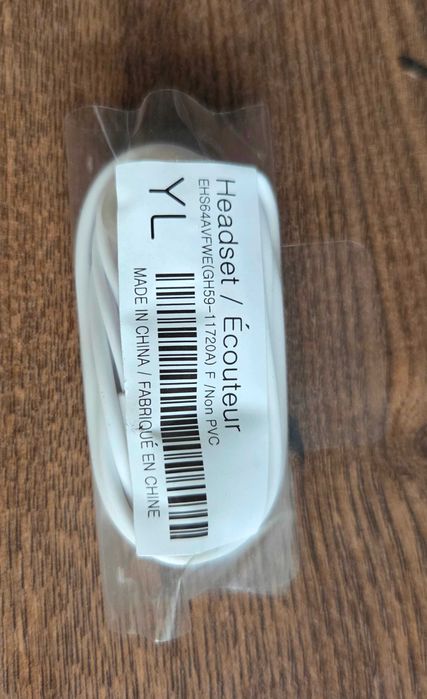 Headset / Écouteur
EHS64AVFWE(GH59-11720A) F /Non PVC
YL
MADE IN CHINA / FABRIQUÉ EN CHINE